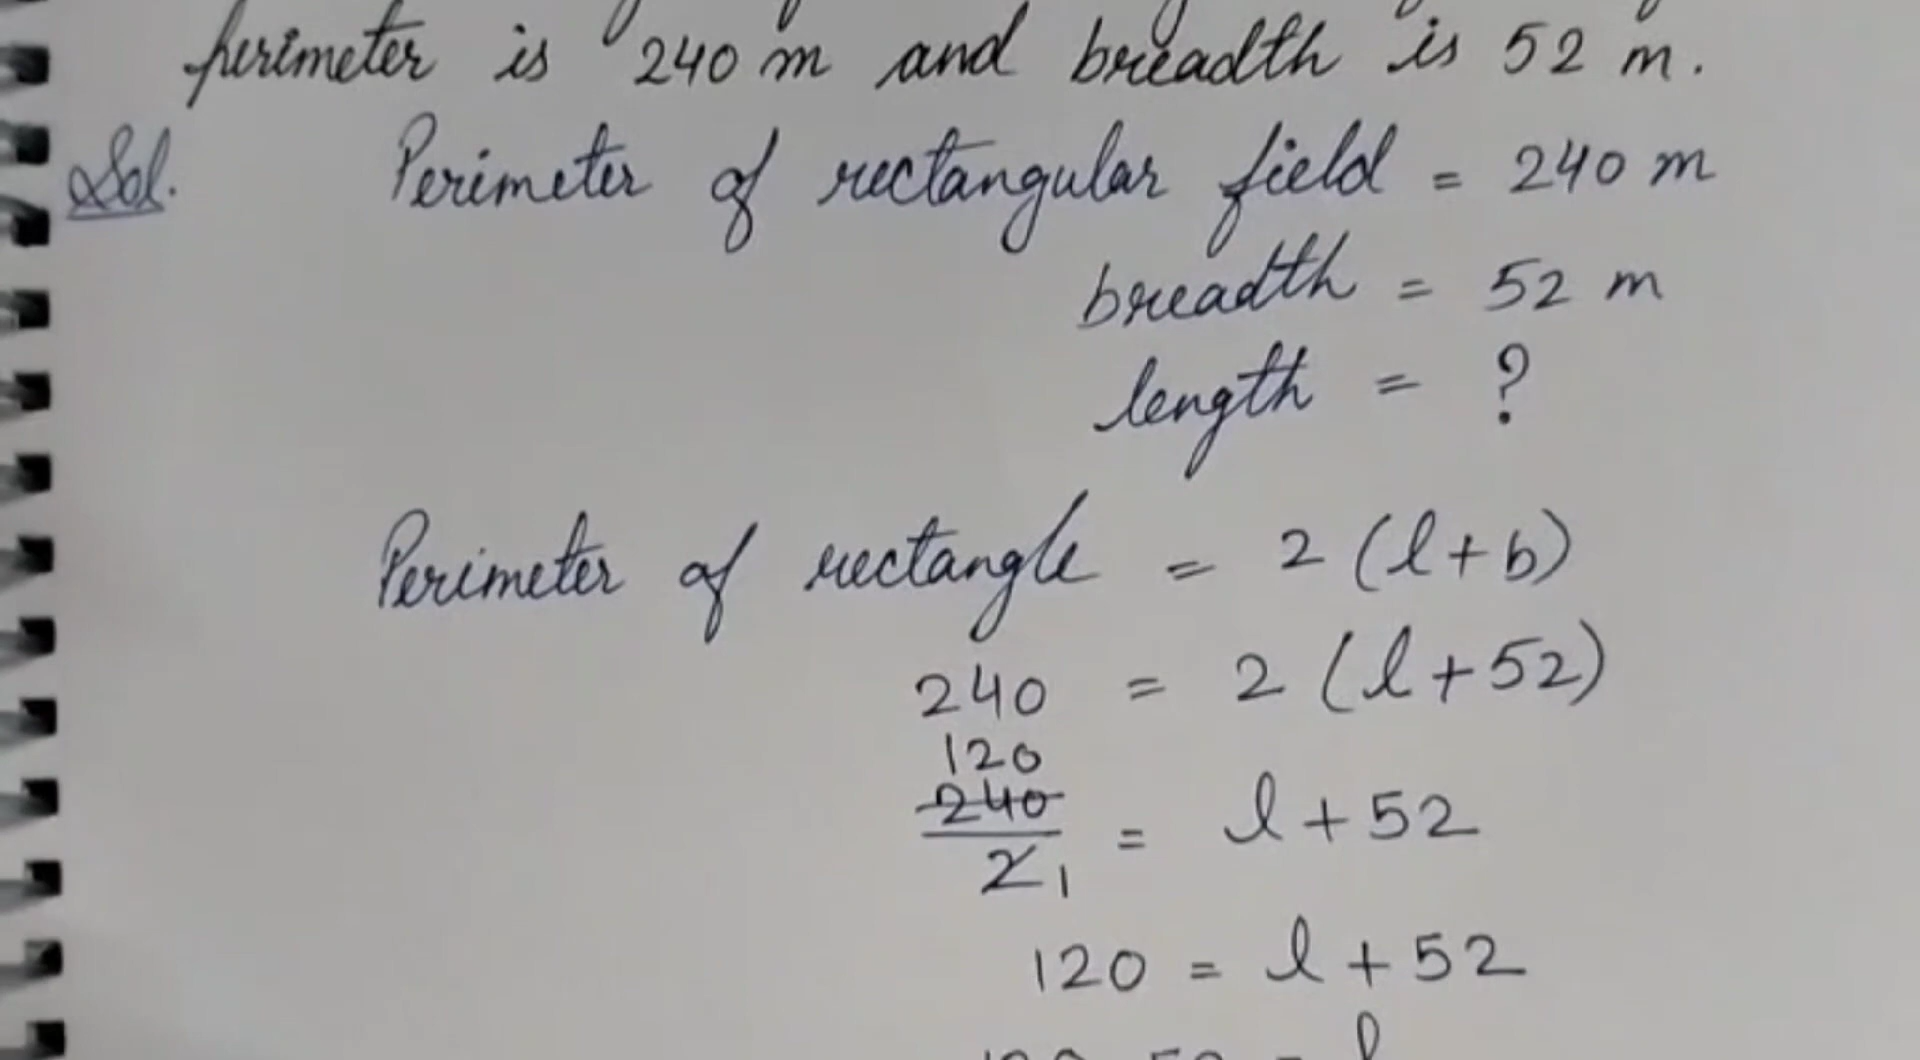 perimeter is 240 m and breadth is 52 m.
Sol. Perimeter of rectangular field = 240 m
breadth = 52 m
length = ?
Perimeter of rectangle = 2 (l+b)
240 = 2 (l+52)
120
240
2 1 = l+52
120 = l+52